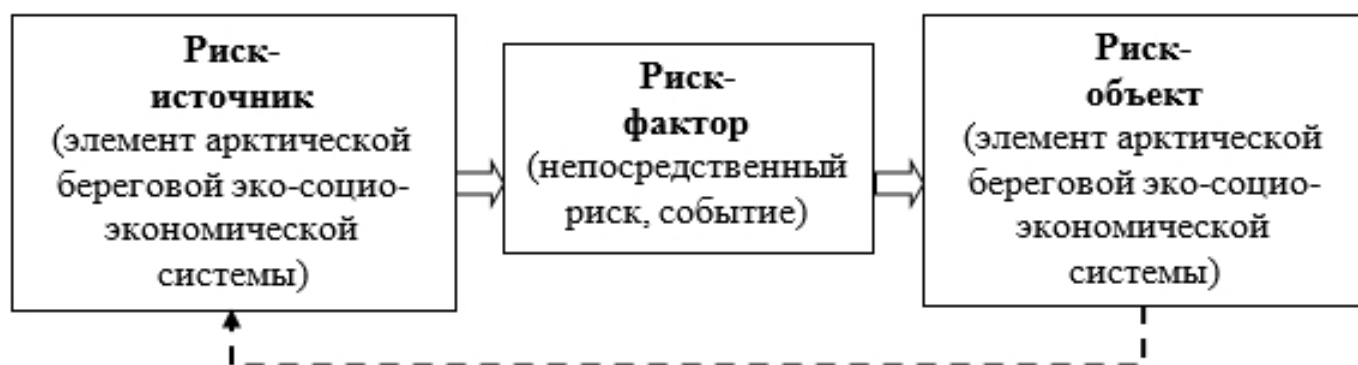 Риск-
источник
(элемент арктической
береговой эко-социо-
экономической
системы)
Риск-
фактор
(непосредственный
риск, событие)
Риск-
объект
(элемент арктической
береговой эко-социо-
экономической
системы)